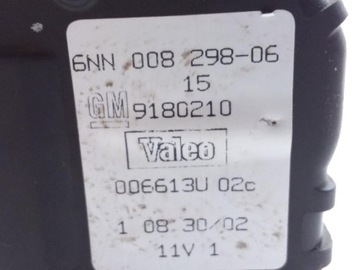 6NN 008 298-06
15
GM 9180210
Valeo
006613U 02c
1 08 30/02
11V 1